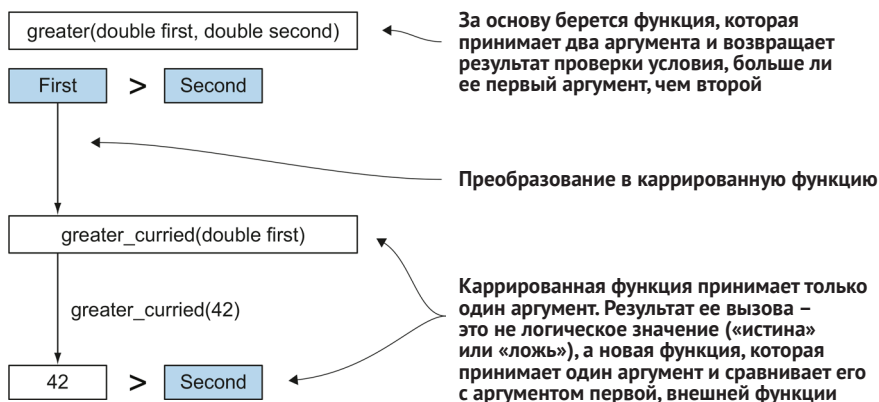 greater(double first, double second)
За основу берется функция, которая
принимает два аргумента и возвращает
результат проверки условия, больше ли
ее первый аргумент, чем второй
First > Second
Преобразование в каррированную функцию
greater_curried(double first)
greater_curried(42)
Каррированная функция принимает только
один аргумент. Результат ее вызова –
это не логическое значение («истина»
или «ложь»), а новая функция, которая
принимает один аргумент и сравнивает его
с аргументом первой, внешней функции
42 > Second